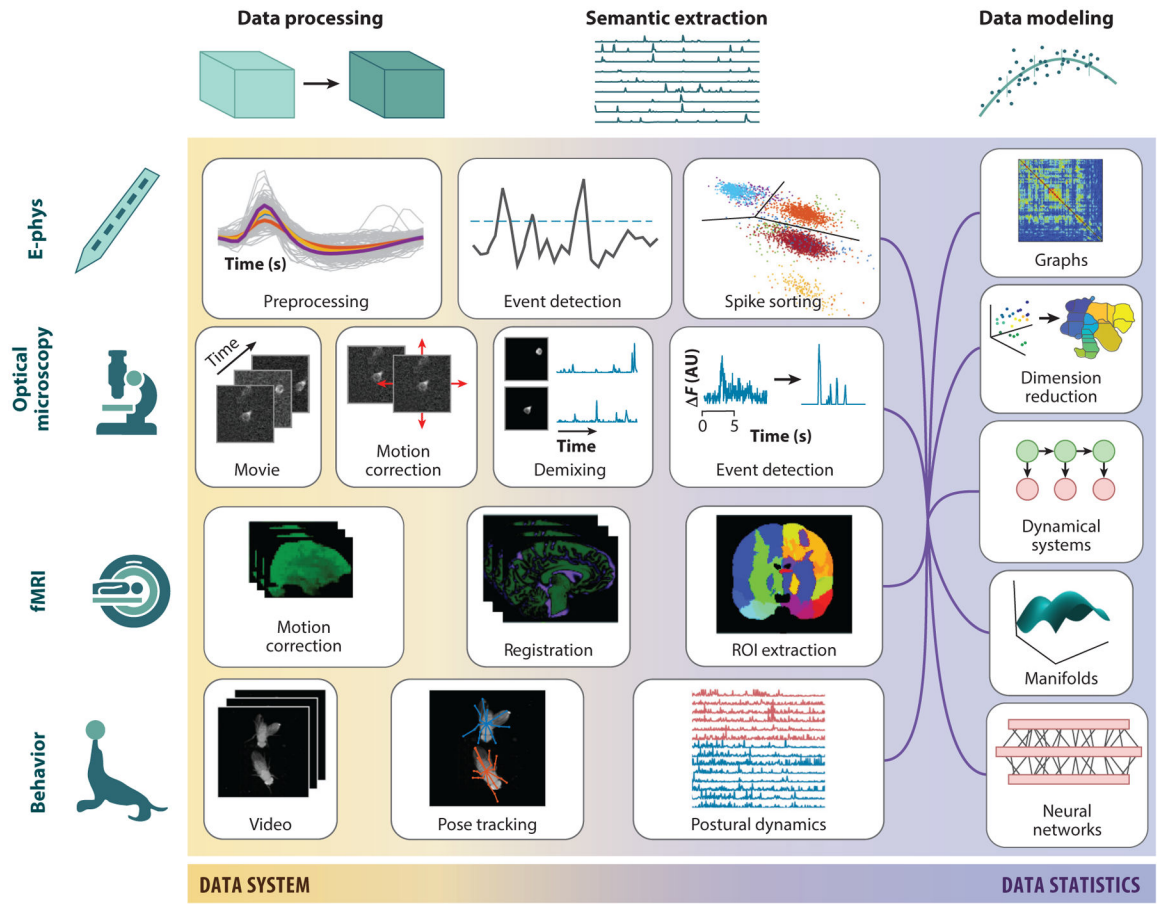 Data processing
Semantic extraction
Data modeling
E-phys
Time (s)
Preprocessing
Event detection
Spike sorting
Graphs
Optical
microscopy
Time
Movie
Motion
correction
Time
Demixing
ΔF (AU)
0
5
Time (s)
Event detection
Dimension
reduction
Dynamical
systems
fMRI
Motion
correction
Registration
ROI extraction
Manifolds
Behavior
Video
Pose tracking
Postural dynamics
Neural
networks
DATA SYSTEM
DATA STATISTICS